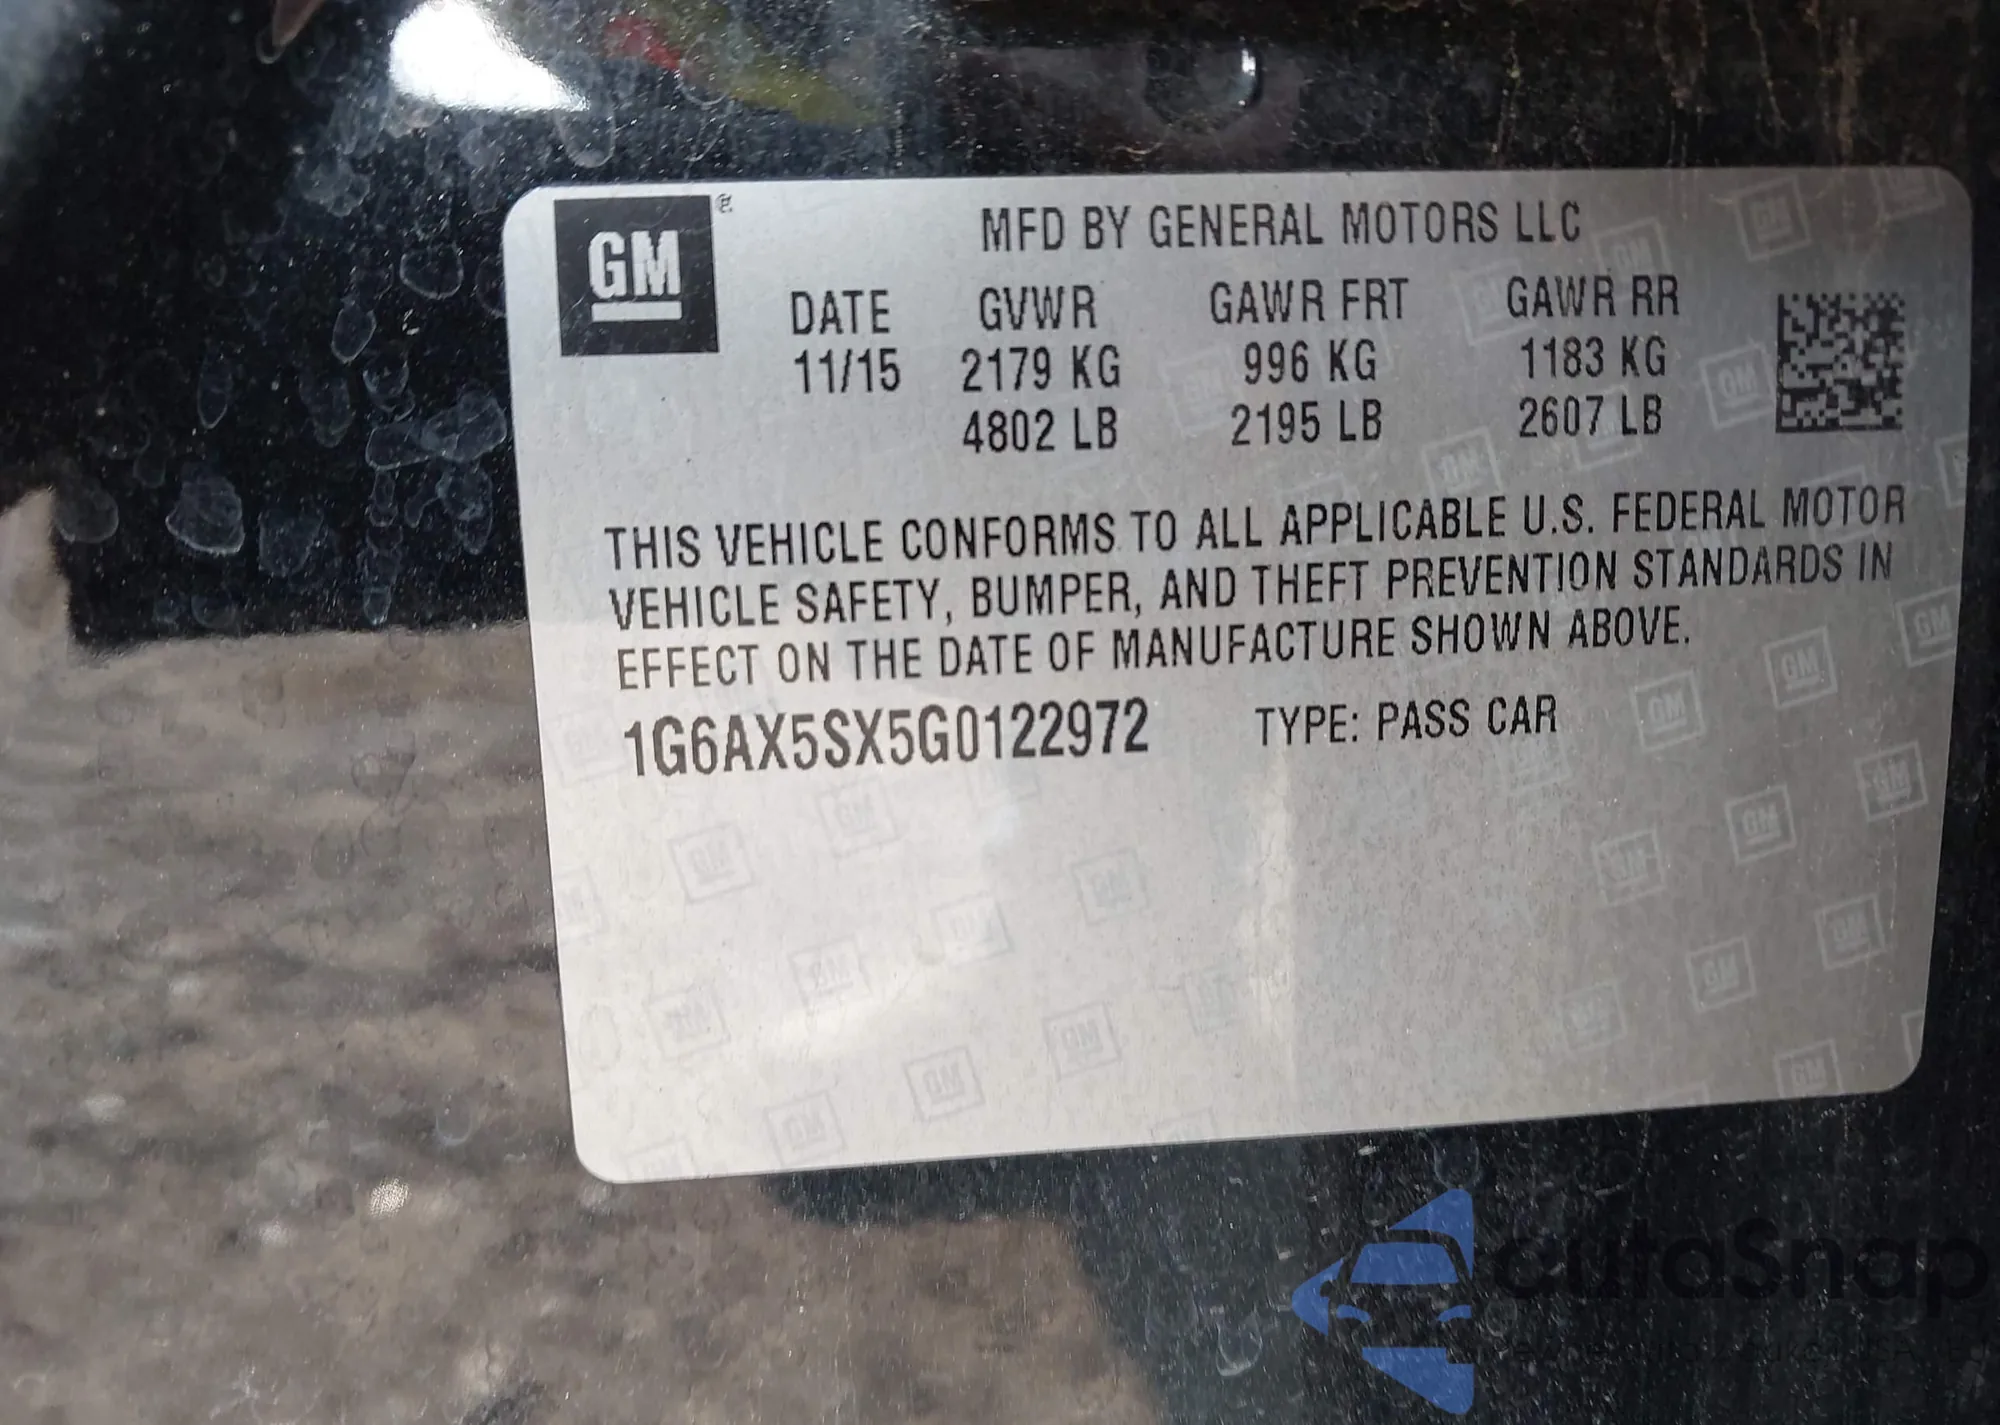 GM
MFD BY GENERAL MOTORS LLC
DATE GVWR GAWR FRT GAWR RR
11/15 2179 KG 996 KG 1183 KG
4802 LB 2195 LB 2607 LB
THIS VEHICLE CONFORMS TO ALL APPLICABLE U.S. FEDERAL MOTOR
VEHICLE SAFETY, BUMPER, AND THEFT PREVENTION STANDARDS IN
EFFECT ON THE DATE OF MANUFACTURE SHOWN ABOVE.
1G6AX5SX5G0122972 TYPE: PASS CAR
autaSnap